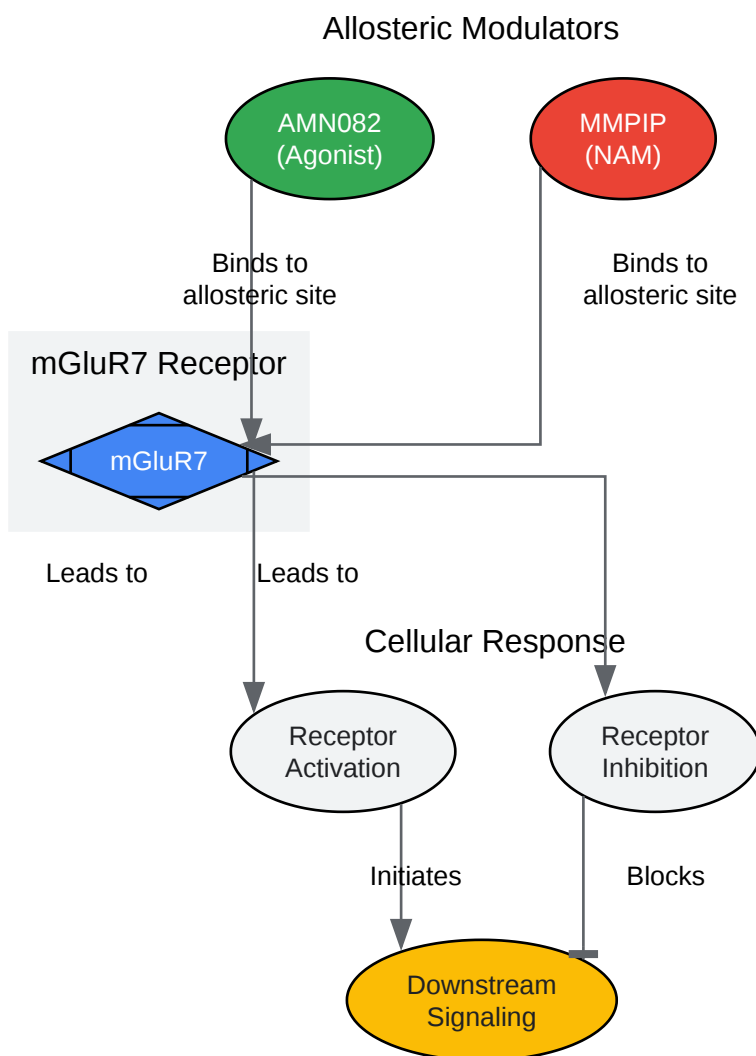 Allosteric Modulators
AMN082
(Agonist)
MMPIP
(NAM)
Binds to
allosteric site
Binds to
allosteric site
mGluR7 Receptor
mGluR7
Leads to
Leads to
Cellular Response
Receptor
Activation
Receptor
Inhibition
Initiates
Blocks
Downstream
Signaling